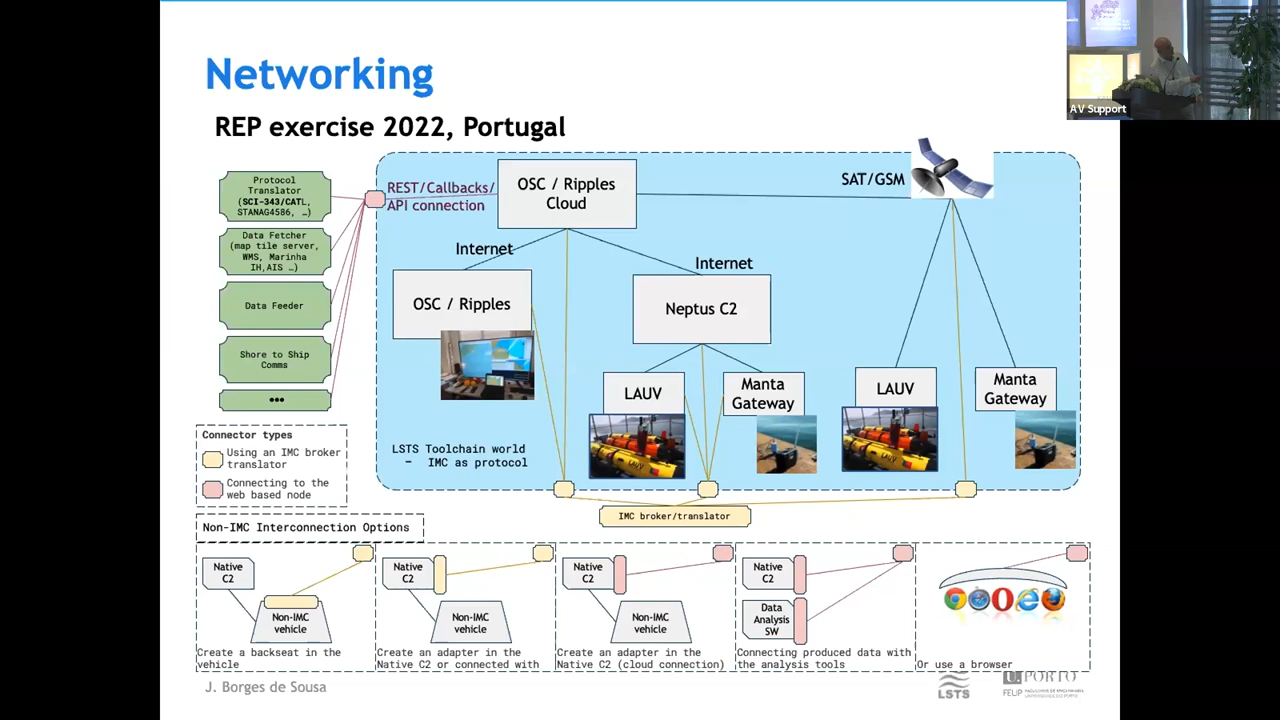 Networking
REP exercise 2022, Portugal
AV Support
Protocol
Translator
(SCI-343/CATL,
STANAG4586, …)
Data Fetcher
(map tile server,
WMS, Marinha
IH,AIS …)
Data Feeder
Shore to Ship
Comms
•••
REST/Callbacks/
API connection
OSC / Ripples
Cloud
SAT/GSM
Internet
Internet
OSC / Ripples
Neptus C2
LAUV
Manta
Gateway
LAUV
Manta
Gateway
LSTS Toolchain world
– IMC as protocol
Connector types
Using an IMC broker
translator
Connecting to the
web based node
IMC broker/translator
Non-IMC Interconnection Options
Native
C2
Non-IMC
vehicle
Create a backseat in the
vehicle
Native
C2
Non-IMC
vehicle
Create an adapter in the
Native C2 or connected with
Native
C2
Non-IMC
vehicle
Create an adapter in the
Native C2 (cloud connection)
Native
C2
Data
Analysis
SW
Connecting produced data with
the analysis tools
Or use a browser
J. Borges de Sousa
LSTS
U.PORTO
FEUP